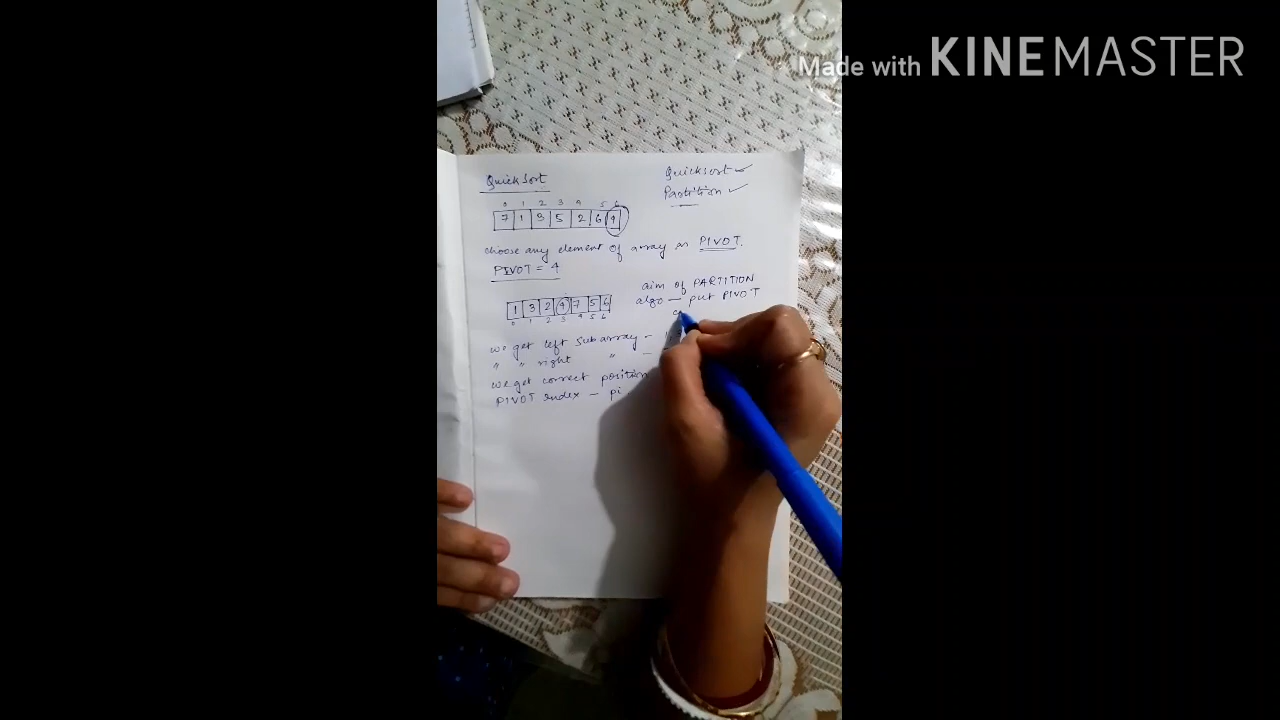 Made with KINEMASTER
Quicksort
Quicksort ✓
Partition ✓
0 1 2 3 4 5 6
7 1 3 5 2 6 4
choose any element of array as PIVOT.
PIVOT = 4
aim of PARTITION
algo — put PIVOT
1 3 2 4 7 5 6
0 1 2 3 4 5 6
we get left subarray -
" " right " -
we get correct position
PIVOT index - pi